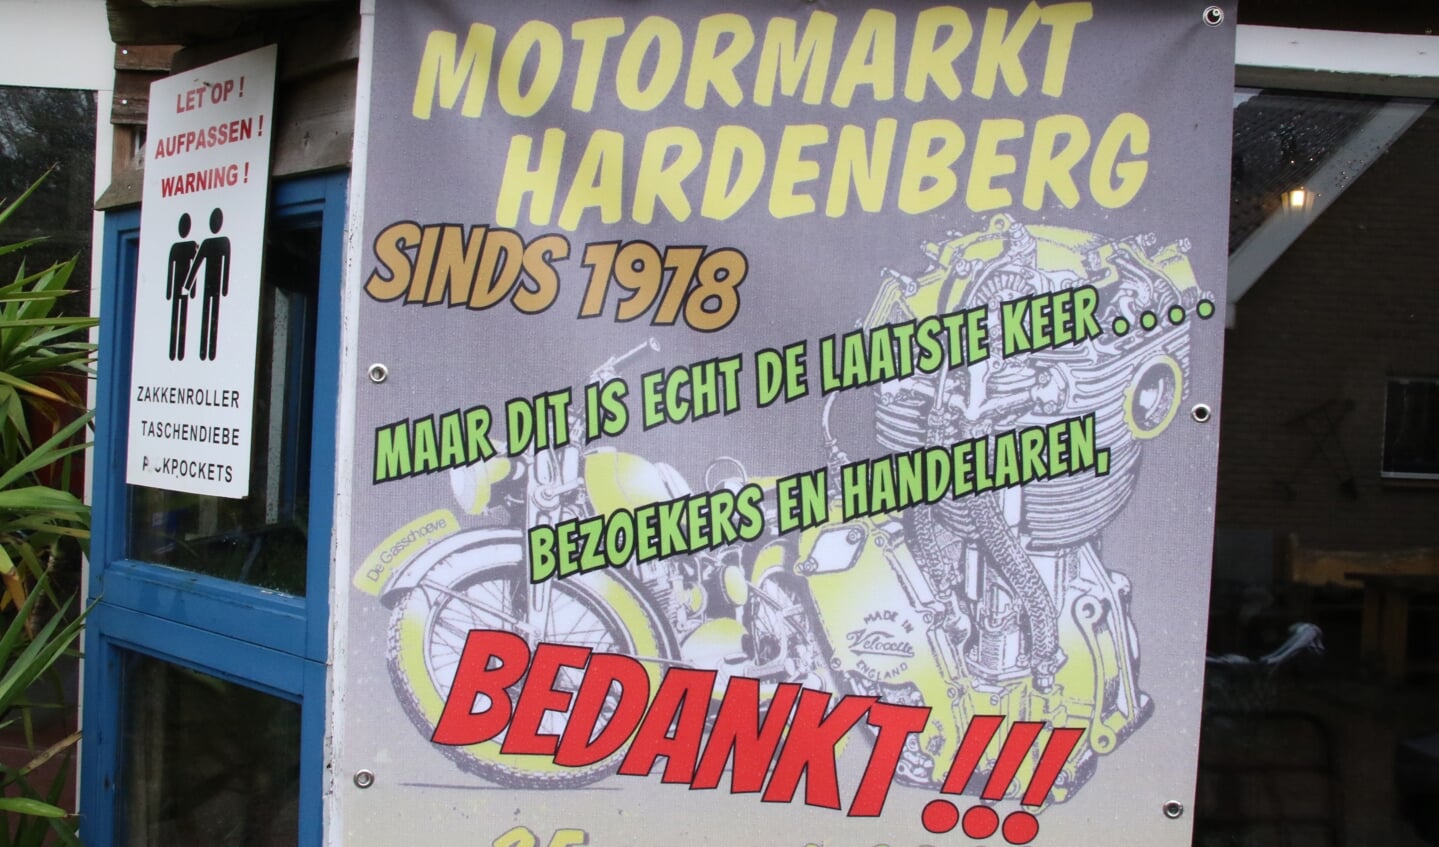 LET OP !
AUFPASSEN !
WARNING !
ZAKKENROLLER
TASCHENDIEBE
PICKPOCKETS
MOTORMARKT
HARDENBERG
SINDS 1978
MAAR DIT IS ECHT DE LAATSTE KEER . . . .
BEZOEKERS EN HANDELAREN,
De Gasschoeve
MADE IN
Velocette
ENGLAND
BEDANKT !!!